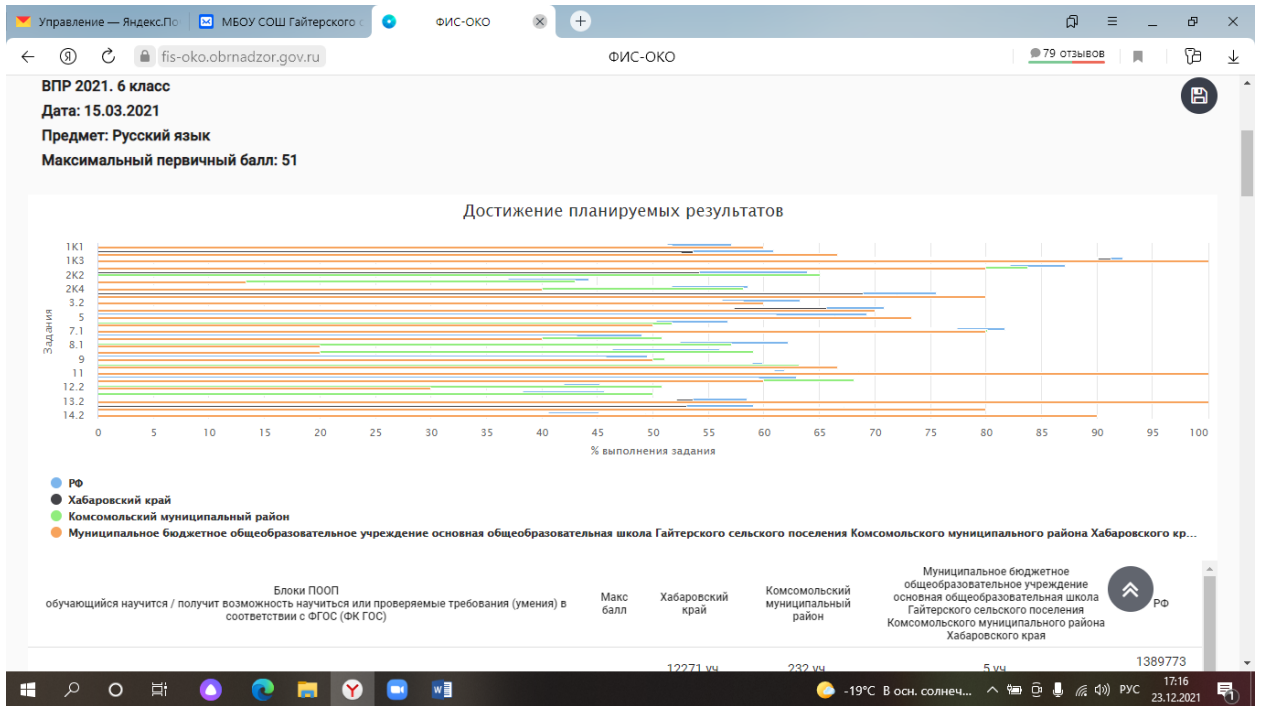 Управление — Яндекс.По
МБОУ СОШ Гайтерского с
ФИС-ОКО
fis-oko.obrnadzor.gov.ru
ФИС-ОКО
79 отзывов
ВПР 2021. 6 класс
Дата: 15.03.2021
Предмет: Русский язык
Максимальный первичный балл: 51
Достижение планируемых результатов
Задания
1К1
1К3
2К2
2К4
3.2
5
7.1
8.1
9
11
12.2
13.2
14.2
0 5 10 15 20 25 30 35 40 45 50 55 60 65 70 75 80 85 90 95 100
% выполнения задания
РФ
Хабаровский край
Комсомольский муниципальный район
Муниципальное бюджетное общеобразовательное учреждение основная общеобразовательная школа Гайтерского сельского поселения Комсомольского муниципального района Хабаровского кр...
Блоки ПООП
обучающийся научится / получит возможность научиться или проверяемые требования (умения) в
соответствии с ФГОС (ФК ГОС)
Макс
балл
Хабаровский
край
Комсомольский
муниципальный
район
Муниципальное бюджетное
общеобразовательное учреждение
основная общеобразовательная школа
Гайтерского сельского поселения
Комсомольского муниципального района
Хабаровского края
РФ
12271 уч
232 уч
5 уч
1389773
-19°C В осн. солнеч...
РУС
17:16
23.12.2021
1